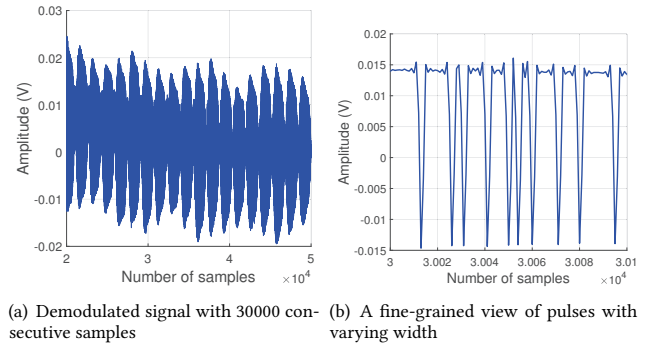 0.03
0.02
0.01
0
-0.01
-0.02
Amplitude (V)
2 3 4 5
Number of samples ×10⁴
0.02
0.015
0.01
0.005
0
-0.005
-0.01
-0.015
Amplitude (V)
3 3.002 3.004 3.006 3.008 3.01
Number of samples ×10⁴
(a) Demodulated signal with 30000 con-
secutive samples
(b) A fine-grained view of pulses with
varying width